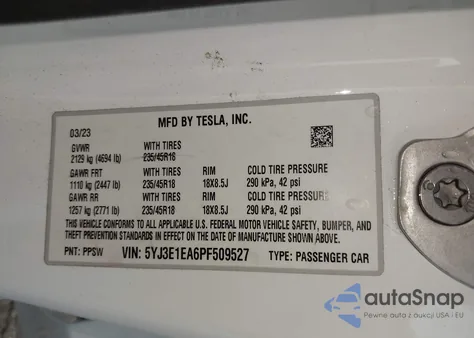 MFD BY TESLA, INC.
03/23
GVWR WITH TIRES
2129 kg (4694 lb) 235/45R18
GAWR FRT WITH TIRES RIM COLD TIRE PRESSURE
1110 kg (2447 lb) 235/45R18 18X8.5J 290 kPa, 42 psi
GAWR RR WITH TIRES RIM COLD TIRE PRESSURE
1257 kg (2771 lb) 235/45R18 18X8.5J 290 kPa, 42 psi
THIS VEHICLE CONFORMS TO ALL APPLICABLE U.S. FEDERAL MOTOR VEHICLE SAFETY, BUMPER, AND
THEFT PREVENTION STANDARDS IN EFFECT ON THE DATE OF MANUFACTURE SHOWN ABOVE.
PNT: PPSW VIN: 5YJ3E1EA6PF509527 TYPE: PASSENGER CAR
autoSnap
Pewne auta z aukcji USA i EU